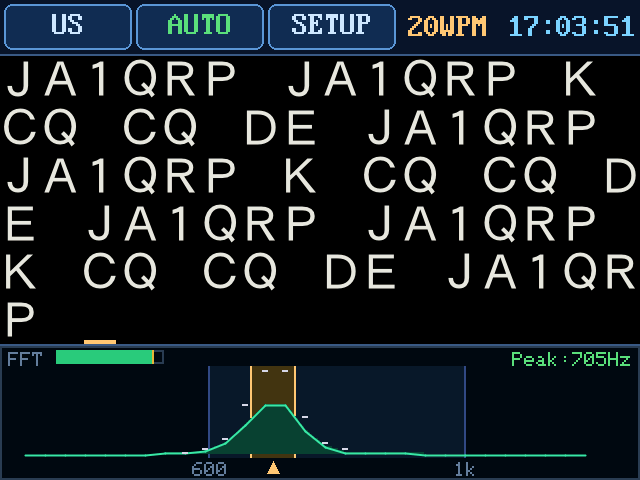 US AUTO SETUP 20WPM 17:03:51
JA1QRP JA1QRP K
CQ CQ DE JA1QRP
JA1QRP K CQ CQ D
E JA1QRP JA1QRP
K CQ CQ DE JA1QR
P
FFT Peak:705Hz
600 1k